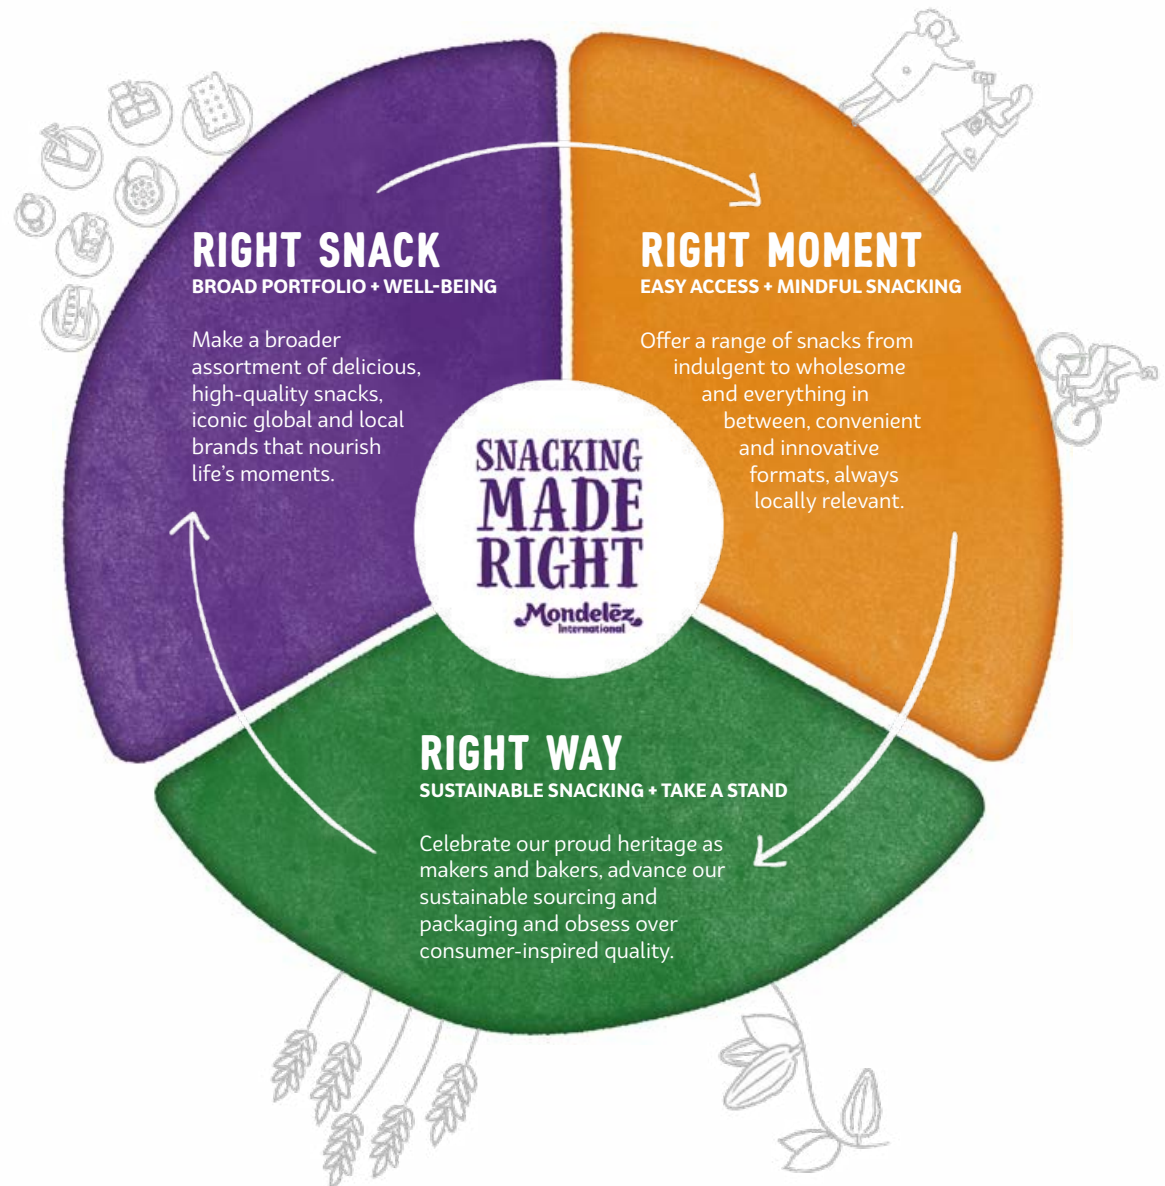 RIGHT SNACK
BROAD PORTFOLIO + WELL-BEING
Make a broader
assortment of delicious,
high-quality snacks,
iconic global and local
brands that nourish
life's moments.
RIGHT MOMENT
EASY ACCESS + MINDFUL SNACKING
Offer a range of snacks from
indulgent to wholesome
and everything in
between, convenient
and innovative
formats, always
locally relevant.
SNACKING
MADE
RIGHT
Mondelēz
International
RIGHT WAY
SUSTAINABLE SNACKING + TAKE A STAND
Celebrate our proud heritage as
makers and bakers, advance our
sustainable sourcing and
packaging and obsess over
consumer-inspired quality.